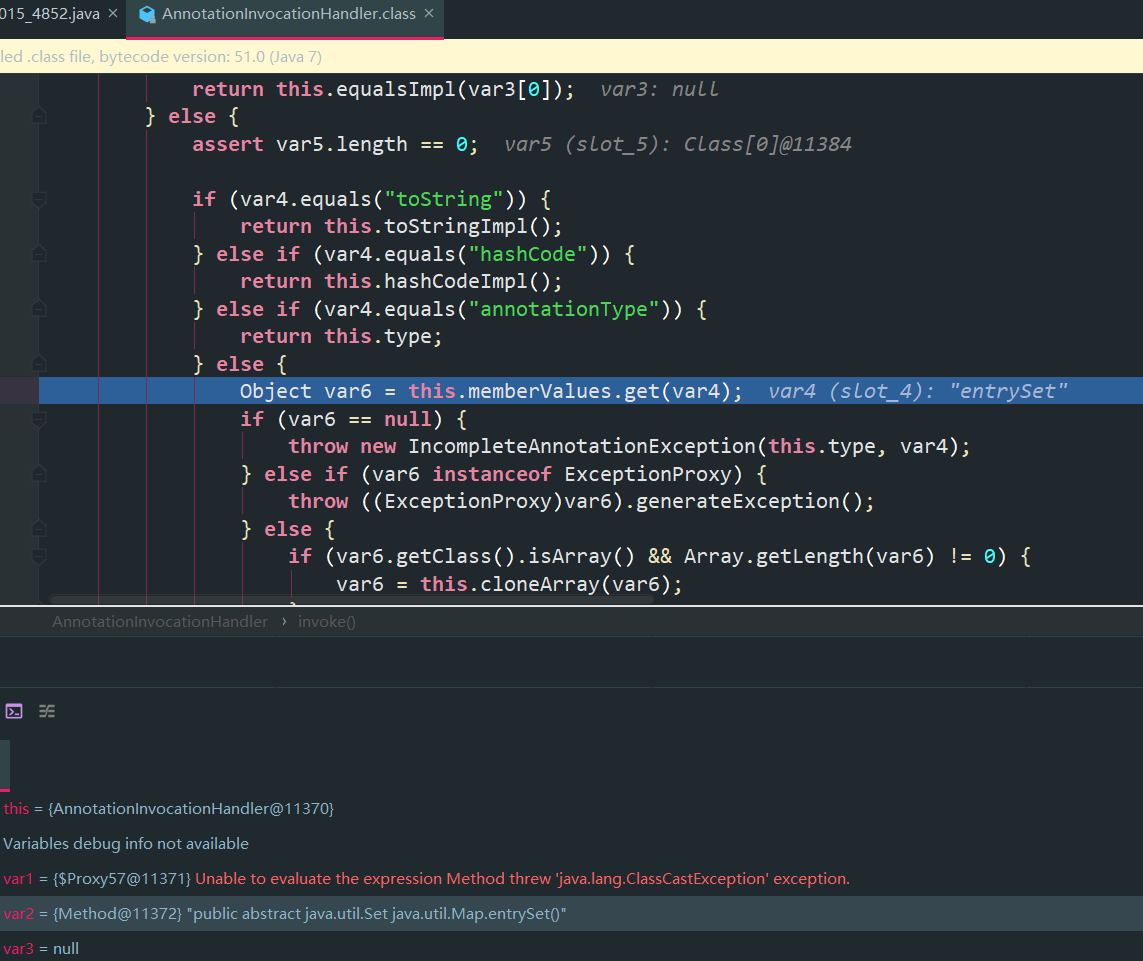 015_4852.java × AnnotationInvocationHandler.class ×
led .class file, bytecode version: 51.0 (Java 7)
return this.equalsImpl(var3[0]); var3: null
} else {
assert var5.length == 0; var5 (slot_5): Class[0]@11384
if (var4.equals("toString")) {
return this.toStringImpl();
} else if (var4.equals("hashCode")) {
return this.hashCodeImpl();
} else if (var4.equals("annotationType")) {
return this.type;
} else {
Object var6 = this.memberValues.get(var4); var4 (slot_4): "entrySet"
if (var6 == null) {
throw new IncompleteAnnotationException(this.type, var4);
} else if (var6 instanceof ExceptionProxy) {
throw ((ExceptionProxy)var6).generateException();
} else {
if (var6.getClass().isArray() && Array.getLength(var6) != 0) {
var6 = this.cloneArray(var6);
}
AnnotationInvocationHandler › invoke()
this = {AnnotationInvocationHandler@11370}
Variables debug info not available
var1 = {$Proxy57@11371} Unable to evaluate the expression Method threw 'java.lang.ClassCastException' exception.
var2 = {Method@11372} "public abstract java.util.Set java.util.Map.entrySet()"
var3 = null